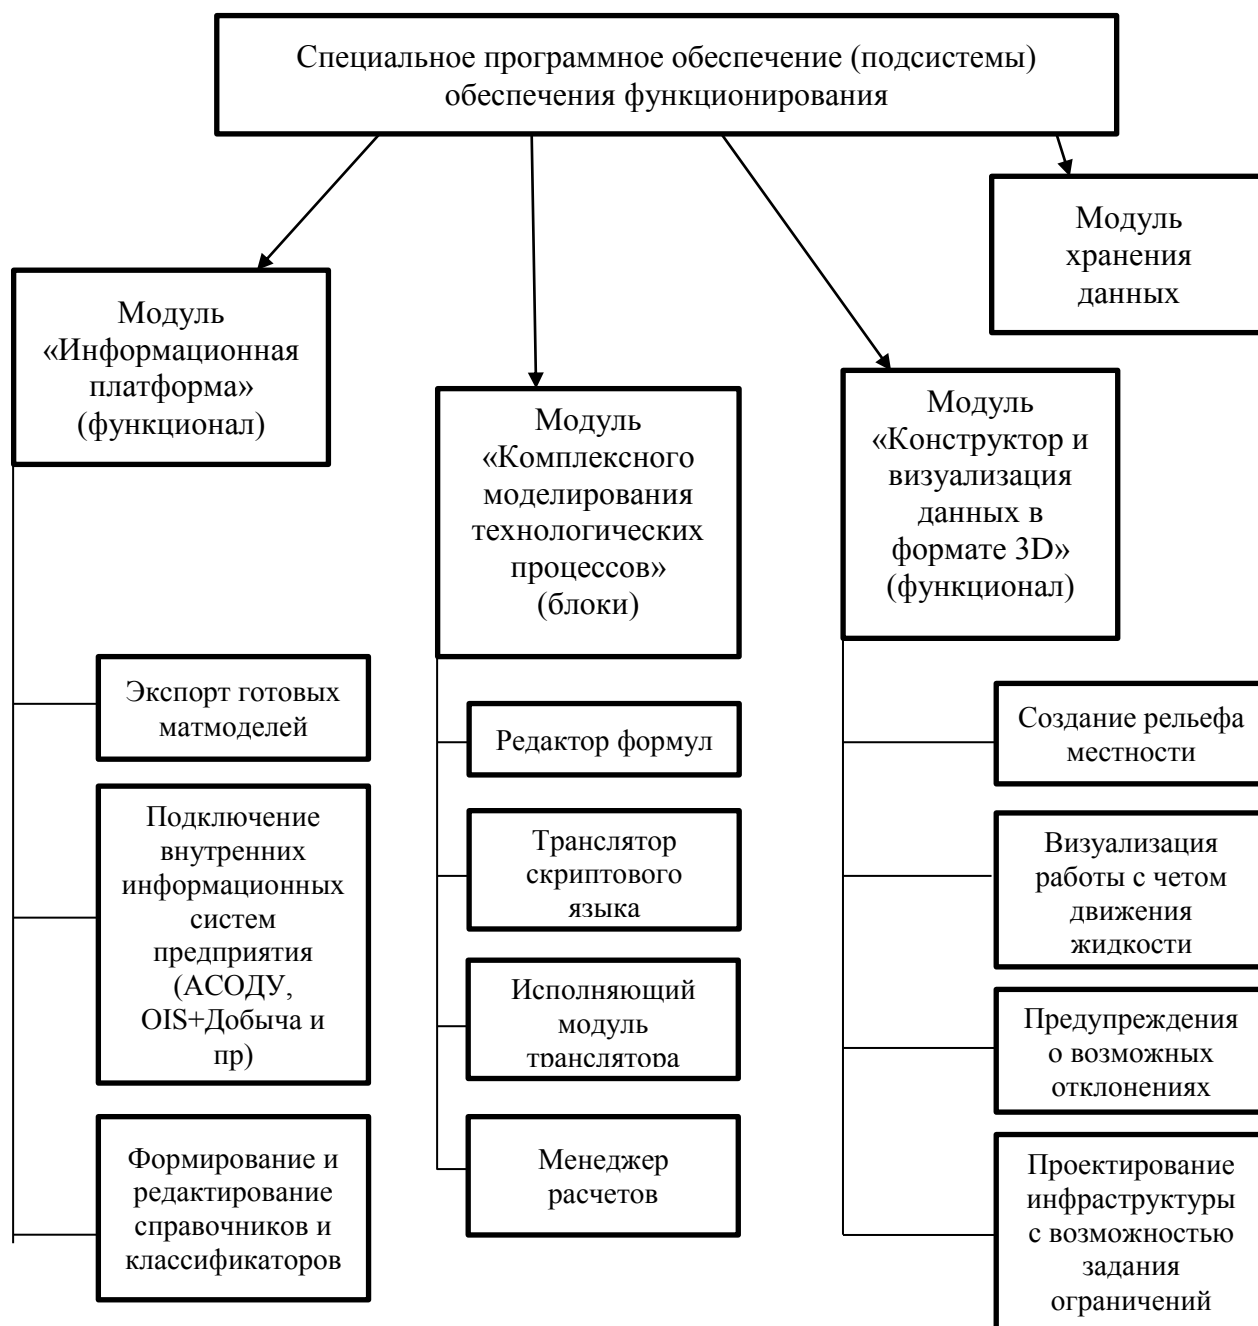 Специальное программное обеспечение (подсистемы)
обеспечения функционирования
Модуль
хранения
данных
Модуль
«Информационная
платформа»
(функционал)
Модуль
«Комплексного
моделирования
технологических
процессов»
(блоки)
Модуль
«Конструктор и
визуализация
данных в
формате 3D»
(функционал)
Экспорт готовых
матмоделей
Подключение
внутренних
информационных
систем
предприятия
(АСОДУ,
OIS+Добыча и
пр)
Формирование и
редактирование
справочников и
классификаторов
Редактор формул
Транслятор
скриптового
языка
Исполняющий
модуль
транслятора
Менеджер
расчетов
Создание рельефа
местности
Визуализация
работы с четом
движения
жидкости
Предупреждения
о возможных
отклонениях
Проектирование
инфраструктуры
с возможностью
задания
ограничений